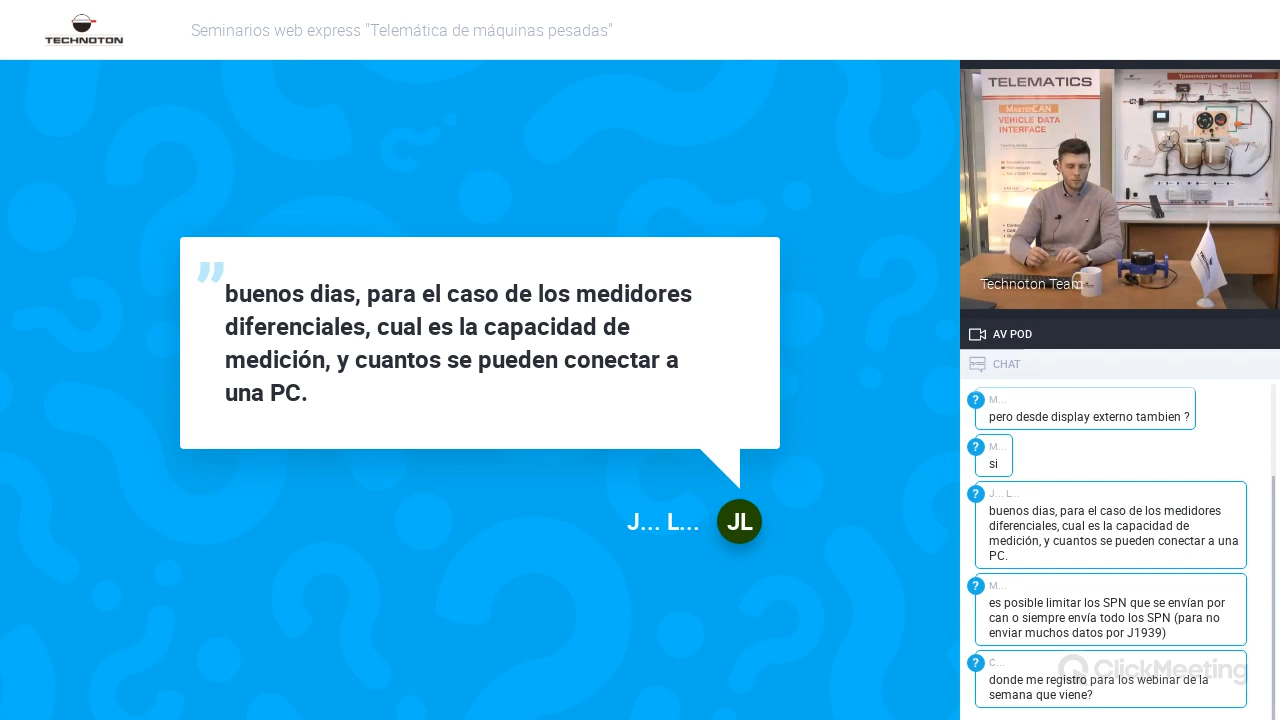 TECHNOTON
Seminarios web express "Telemática de máquinas pesadas"
buenos dias, para el caso de los medidores
diferenciales, cual es la capacidad de
medición, y cuantos se pueden conectar a
una PC.
J... L...
JL
TELEMATICS
MasterCAN
VEHICLE DATA
INTERFACE
Транспортная телематика
Technoton Team
AV POD
CHAT
?
M...
pero desde display externo tambien ?
?
M...
si
?
J... L...
buenos dias, para el caso de los medidores
diferenciales, cual es la capacidad de
medición, y cuantos se pueden conectar a una
PC.
?
M...
es posible limitar los SPN que se envían por
can o siempre envía todo los SPN (para no
enviar muchos datos por J1939)
?
C...
donde me registro para los webinar de la
semana que viene?
ClickMeeting